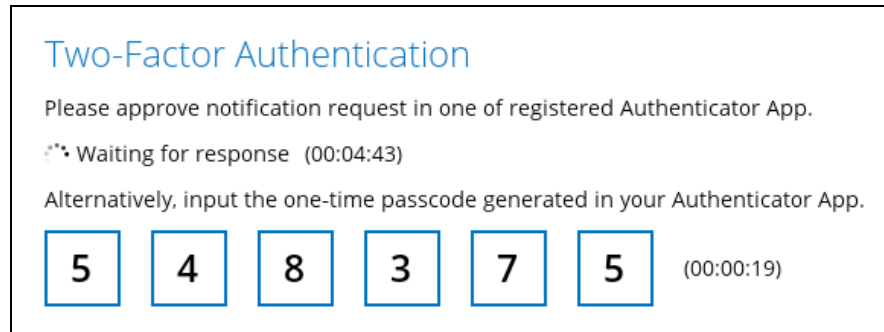 Two-Factor Authentication
Please approve notification request in one of registered Authenticator App.
Waiting for response (00:04:43)
Alternatively, input the one-time passcode generated in your Authenticator App.
5 4 8 3 7 5 (00:00:19)